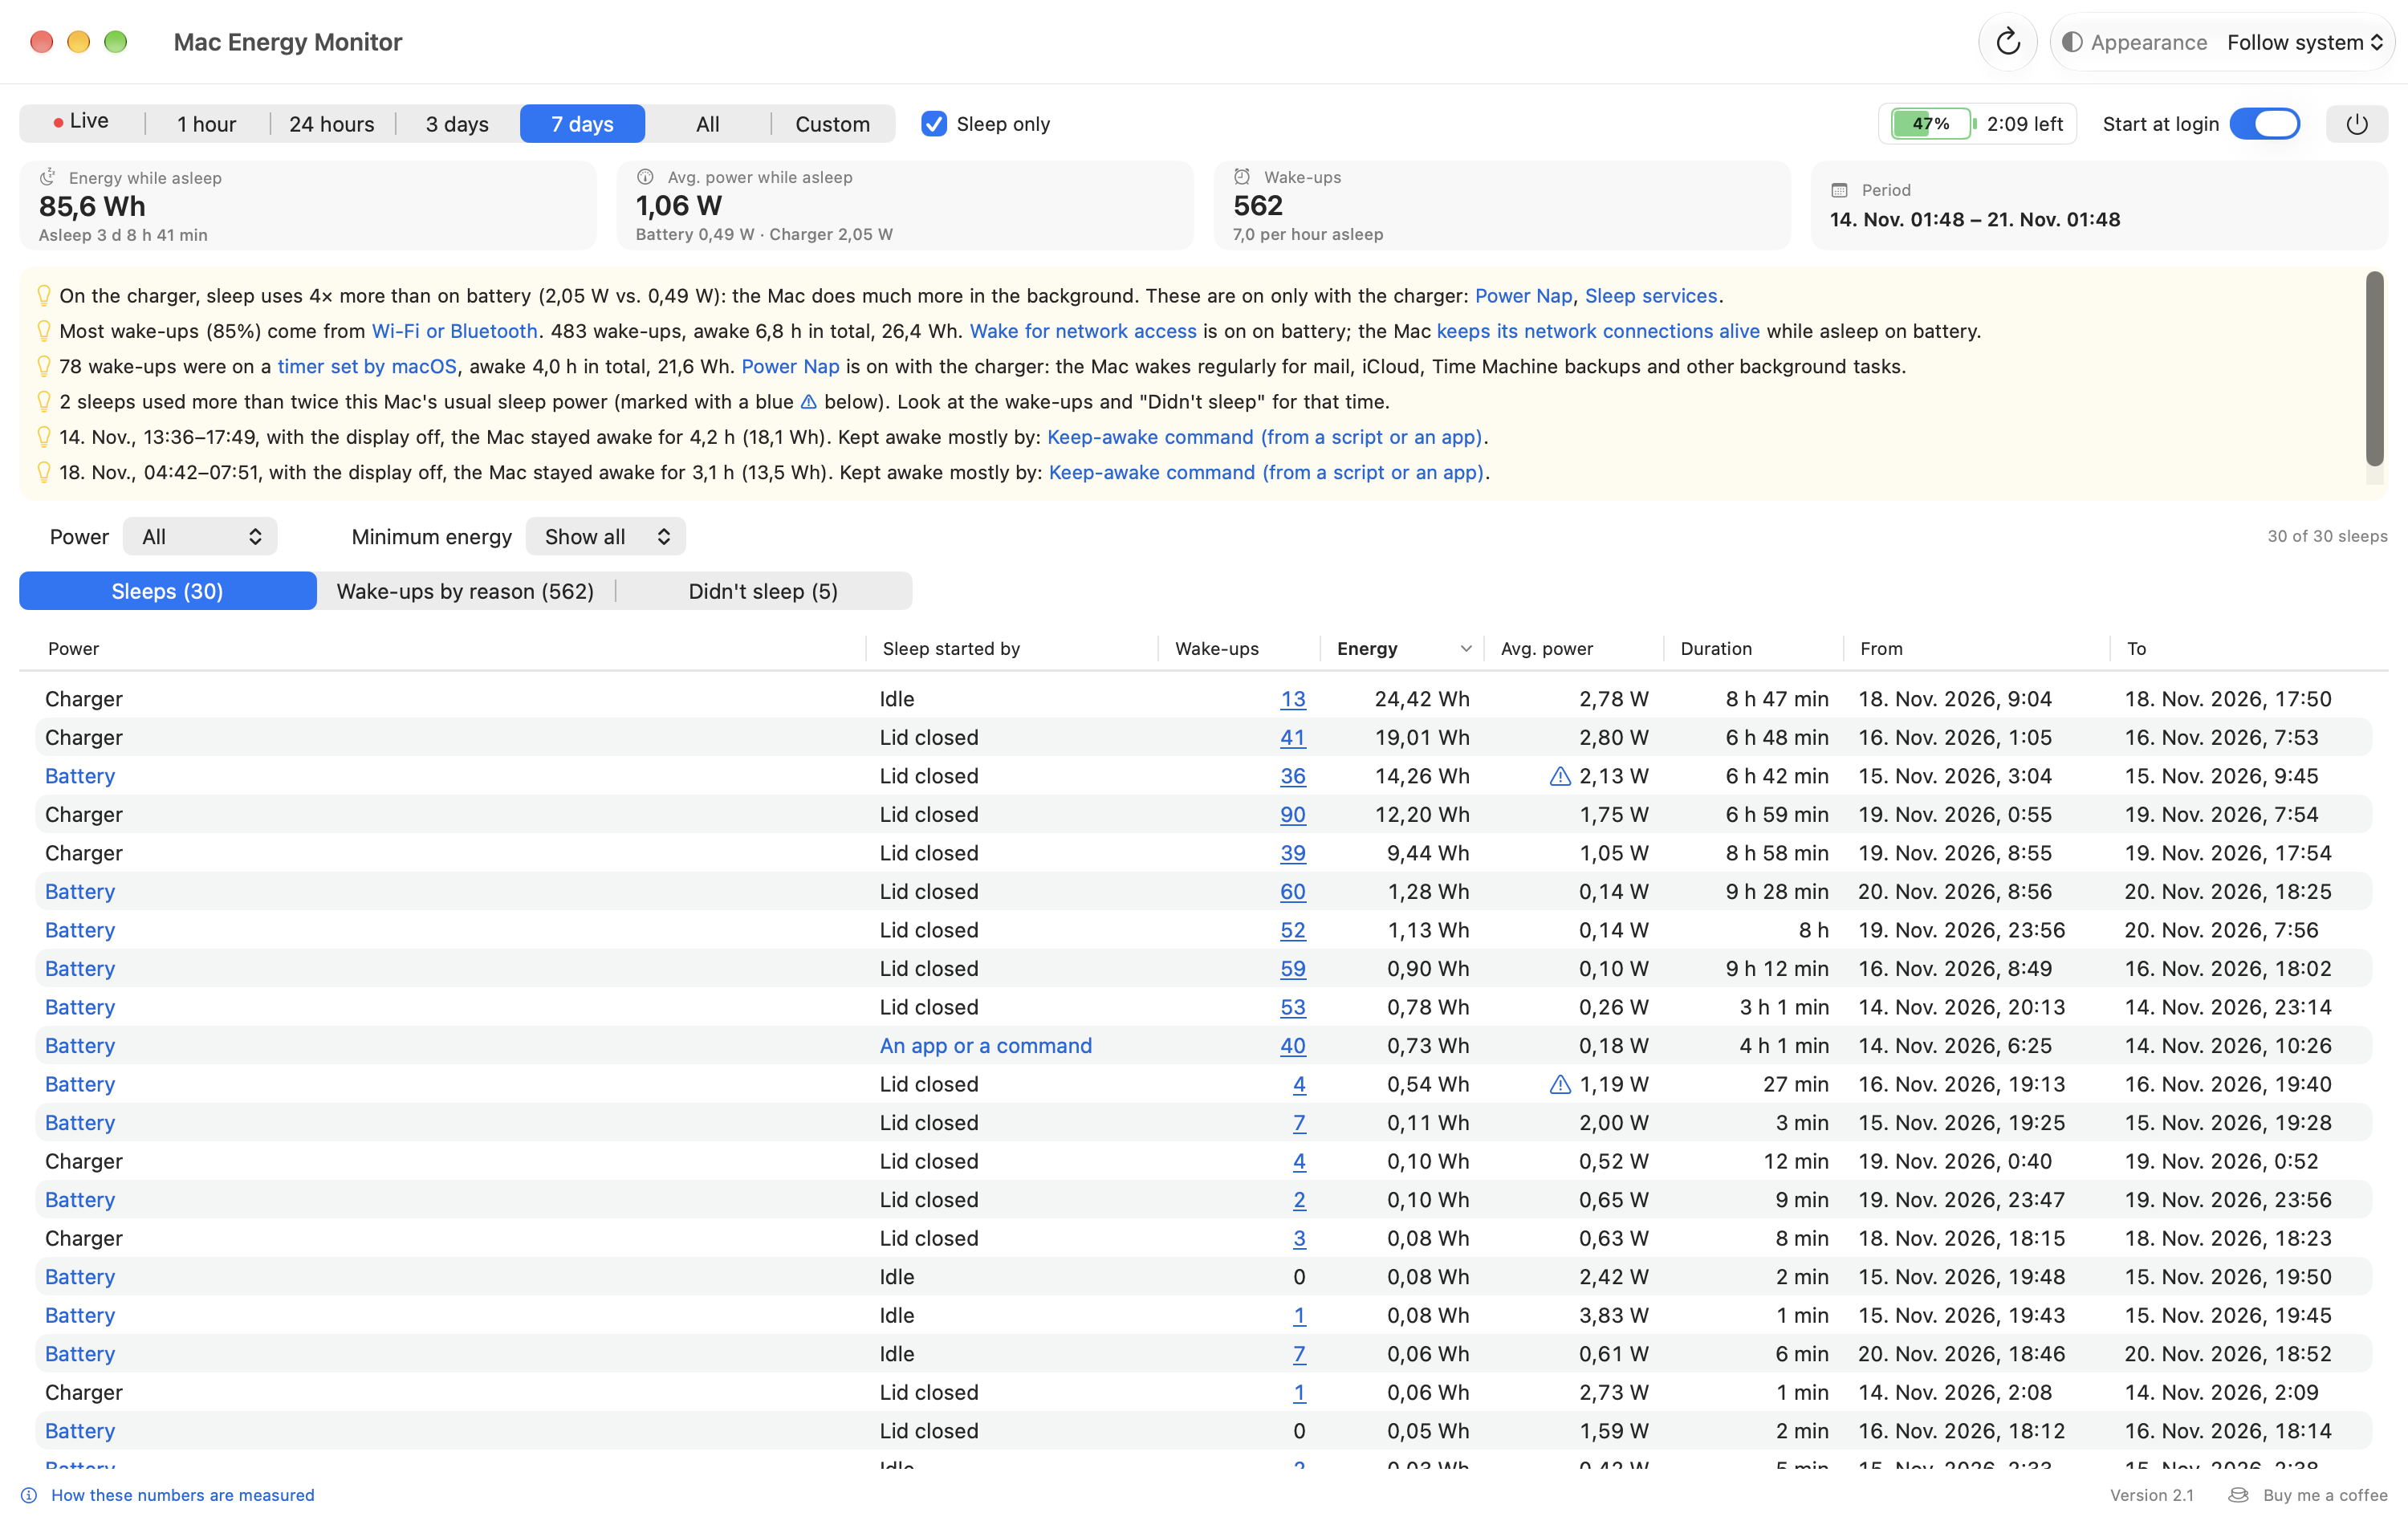 Mac Energy Monitor
Appearance Follow system
Live 1 hour 24 hours 3 days 7 days All Custom Sleep only 47% 2:09 left Start at login
Energy while asleep
85,6 Wh
Asleep 3 d 8 h 41 min
Avg. power while asleep
1,06 W
Battery 0,49 W · Charger 2,05 W
Wake-ups
562
7,0 per hour asleep
Period
14. Nov. 01:48 – 21. Nov. 01:48
On the charger, sleep uses 4× more than on battery (2,05 W vs. 0,49 W): the Mac does much more in the background. These are on only with the charger: Power Nap, Sleep services.
Most wake-ups (85%) come from Wi-Fi or Bluetooth. 483 wake-ups, awake 6,8 h in total, 26,4 Wh. Wake for network access is on on battery; the Mac keeps its network connections alive while asleep on battery.
78 wake-ups were on a timer set by macOS, awake 4,0 h in total, 21,6 Wh. Power Nap is on with the charger: the Mac wakes regularly for mail, iCloud, Time Machine backups and other background tasks.
2 sleeps used more than twice this Mac's usual sleep power (marked with a blue ⚠ below). Look at the wake-ups and "Didn't sleep" for that time.
14. Nov., 13:36–17:49, with the display off, the Mac stayed awake for 4,2 h (18,1 Wh). Kept awake mostly by: Keep-awake command (from a script or an app).
18. Nov., 04:42–07:51, with the display off, the Mac stayed awake for 3,1 h (13,5 Wh). Kept awake mostly by: Keep-awake command (from a script or an app).
Power All Minimum energy Show all 30 of 30 sleeps
Sleeps (30) Wake-ups by reason (562) Didn't sleep (5)
Power Sleep started by Wake-ups Energy Avg. power Duration From To
Charger Idle 13 24,42 Wh 2,78 W 8 h 47 min 18. Nov. 2026, 9:04 18. Nov. 2026, 17:50
Charger Lid closed 41 19,01 Wh 2,80 W 6 h 48 min 16. Nov. 2026, 1:05 16. Nov. 2026, 7:53
Battery Lid closed 36 14,26 Wh ⚠ 2,13 W 6 h 42 min 15. Nov. 2026, 3:04 15. Nov. 2026, 9:45
Charger Lid closed 90 12,20 Wh 1,75 W 6 h 59 min 19. Nov. 2026, 0:55 19. Nov. 2026, 7:54
Charger Lid closed 39 9,44 Wh 1,05 W 8 h 58 min 19. Nov. 2026, 8:55 19. Nov. 2026, 17:54
Battery Lid closed 60 1,28 Wh 0,14 W 9 h 28 min 20. Nov. 2026, 8:56 20. Nov. 2026, 18:25
Battery Lid closed 52 1,13 Wh 0,14 W 8 h 19. Nov. 2026, 23:56 20. Nov. 2026, 7:56
Battery Lid closed 59 0,90 Wh 0,10 W 9 h 12 min 16. Nov. 2026, 8:49 16. Nov. 2026, 18:02
Battery Lid closed 53 0,78 Wh 0,26 W 3 h 1 min 14. Nov. 2026, 20:13 14. Nov. 2026, 23:14
Battery An app or a command 40 0,73 Wh 0,18 W 4 h 1 min 14. Nov. 2026, 6:25 14. Nov. 2026, 10:26
Battery Lid closed 4 0,54 Wh ⚠ 1,19 W 27 min 16. Nov. 2026, 19:13 16. Nov. 2026, 19:40
Battery Lid closed 7 0,11 Wh 2,00 W 3 min 15. Nov. 2026, 19:25 15. Nov. 2026, 19:28
Charger Lid closed 4 0,10 Wh 0,52 W 12 min 19. Nov. 2026, 0:40 19. Nov. 2026, 0:52
Battery Lid closed 2 0,10 Wh 0,65 W 9 min 19. Nov. 2026, 23:47 19. Nov. 2026, 23:56
Charger Lid closed 3 0,08 Wh 0,63 W 8 min 18. Nov. 2026, 18:15 18. Nov. 2026, 18:23
Battery Idle 0 0,08 Wh 2,42 W 2 min 15. Nov. 2026, 19:48 15. Nov. 2026, 19:50
Battery Idle 1 0,08 Wh 3,83 W 1 min 15. Nov. 2026, 19:43 15. Nov. 2026, 19:45
Battery Idle 7 0,06 Wh 0,61 W 6 min 20. Nov. 2026, 18:46 20. Nov. 2026, 18:52
Charger Lid closed 1 0,06 Wh 2,73 W 1 min 14. Nov. 2026, 2:08 14. Nov. 2026, 2:09
Battery Lid closed 0 0,05 Wh 1,59 W 2 min 16. Nov. 2026, 18:12 16. Nov. 2026, 18:14
How these numbers are measured Version 2.1 Buy me a coffee